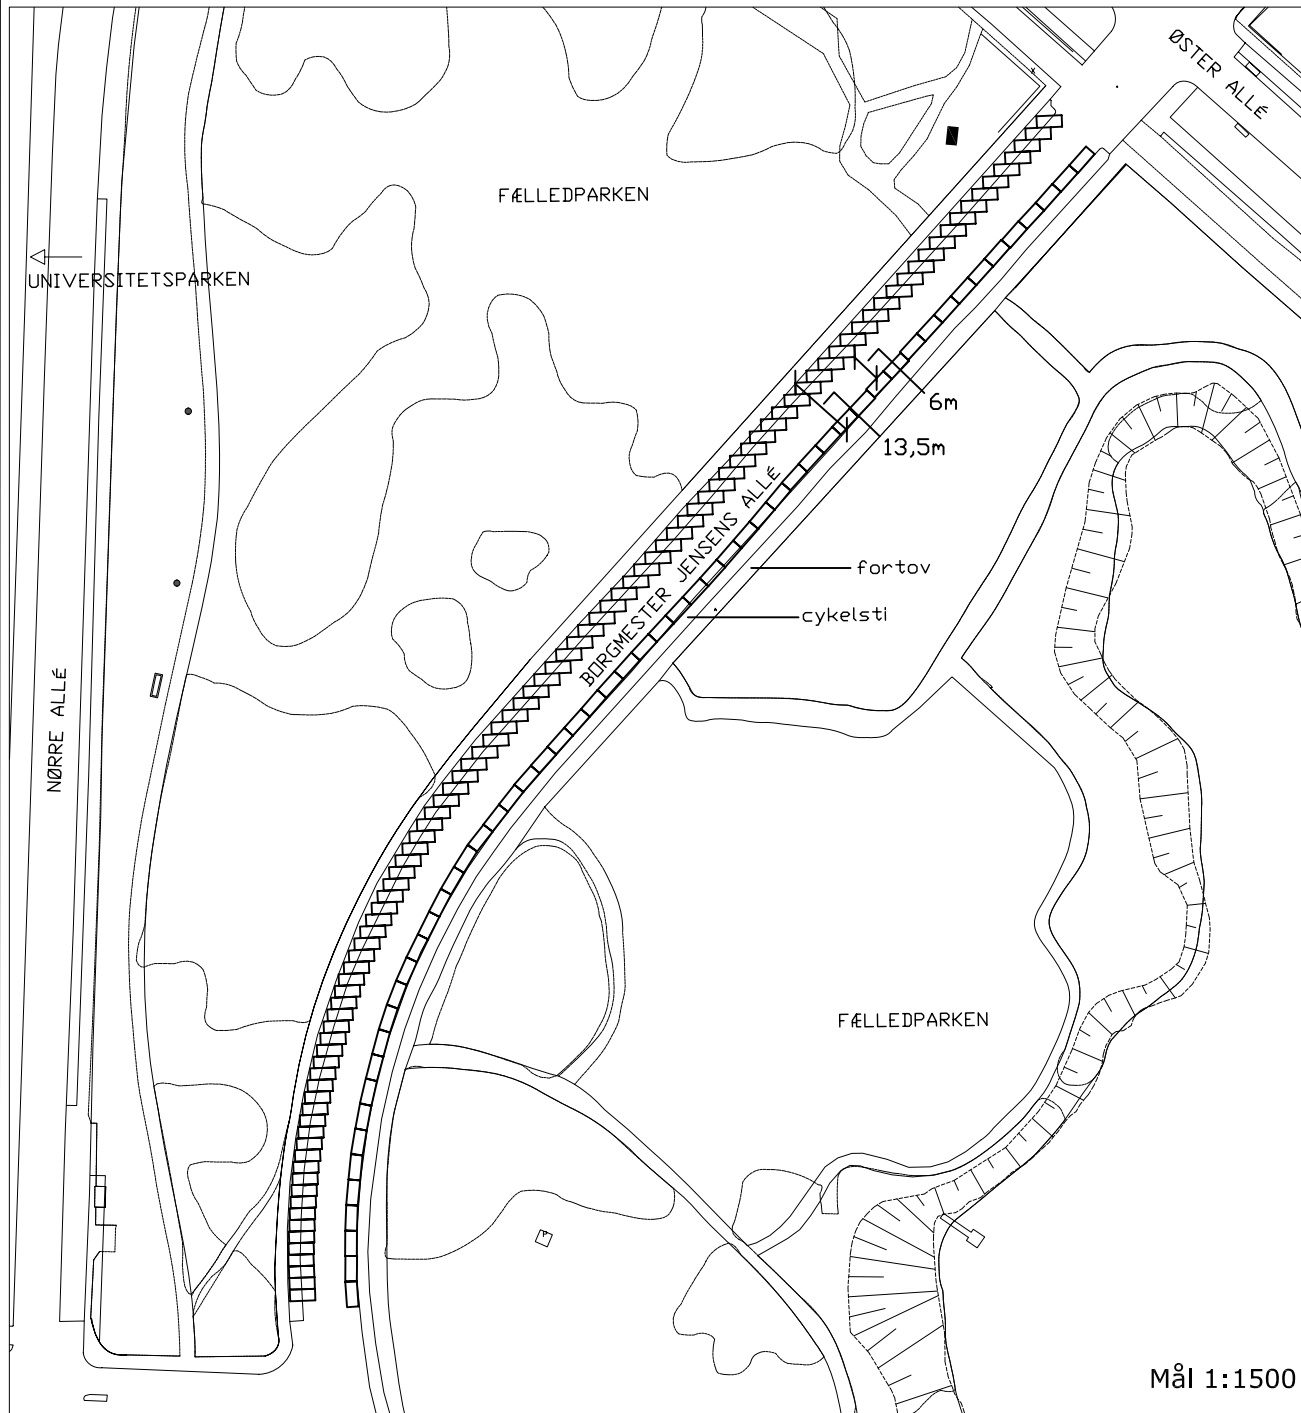 ØSTER ALLÉ
FÆLLEDPARKEN
UNIVERSITETSPARKEN
6m
13,5m
BORGMESTER JENSENS ALLÉ
fortov
cykelsti
NØRRE ALLÉ
FÆLLEDPARKEN
Mål 1:1500